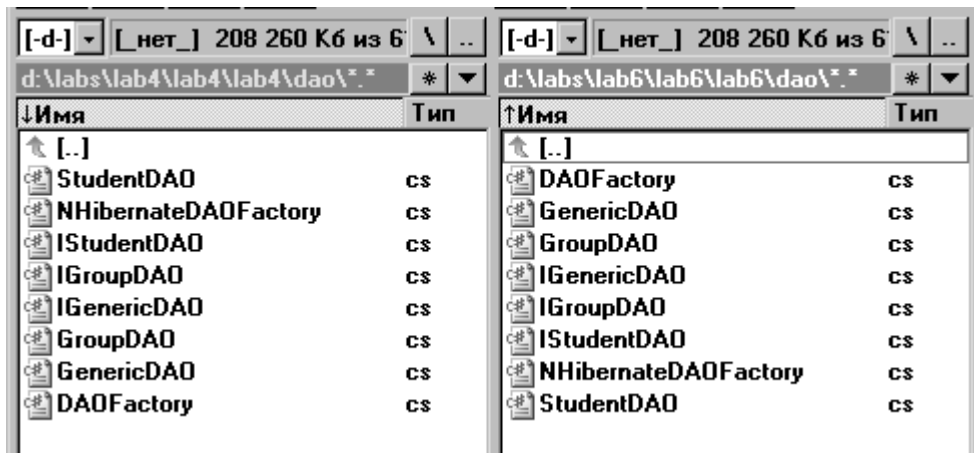 [-d-] [_нет_] 208 260 Кб из 6 \ ..
d:\labs\lab4\lab4\lab4\dao\*.* *
↓Имя Тип
[..]
StudentDAO cs
NHibernateDAOFactory cs
IStudentDAO cs
IGroupDAO cs
IGenericDAO cs
GroupDAO cs
GenericDAO cs
DAOFactory cs
[-d-] [_нет_] 208 260 Кб из 6 \ ..
d:\labs\lab6\lab6\lab6\dao\*.* *
↑Имя Тип
[..]
DAOFactory cs
GenericDAO cs
GroupDAO cs
IGenericDAO cs
IGroupDAO cs
IStudentDAO cs
NHibernateDAOFactory cs
StudentDAO cs